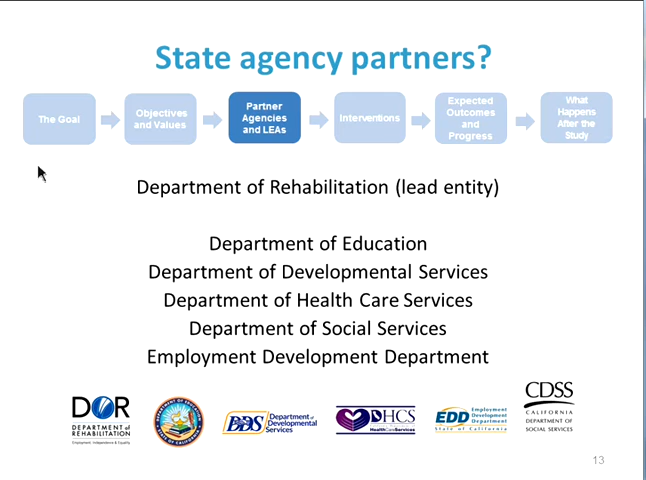 State agency partners?
The Goal
Objectives
and Values
Partner
Agencies
and LEAs
Interventions
Expected
Outcomes
and
Progress
What
Happens
After the
Study
Department of Rehabilitation (lead entity)
Department of Education
Department of Developmental Services
Department of Health Care Services
Department of Social Services
Employment Development Department
DOR
DEPARTMENT of
REHABILITATION
Employment, Independence & Equality
DDS
Department of
Developmental
Services
DHCS
HealthCareServices
EDD
Employment
Development
Department
State of California
CDSS
CALIFORNIA
DEPARTMENT OF
SOCIAL SERVICES
13